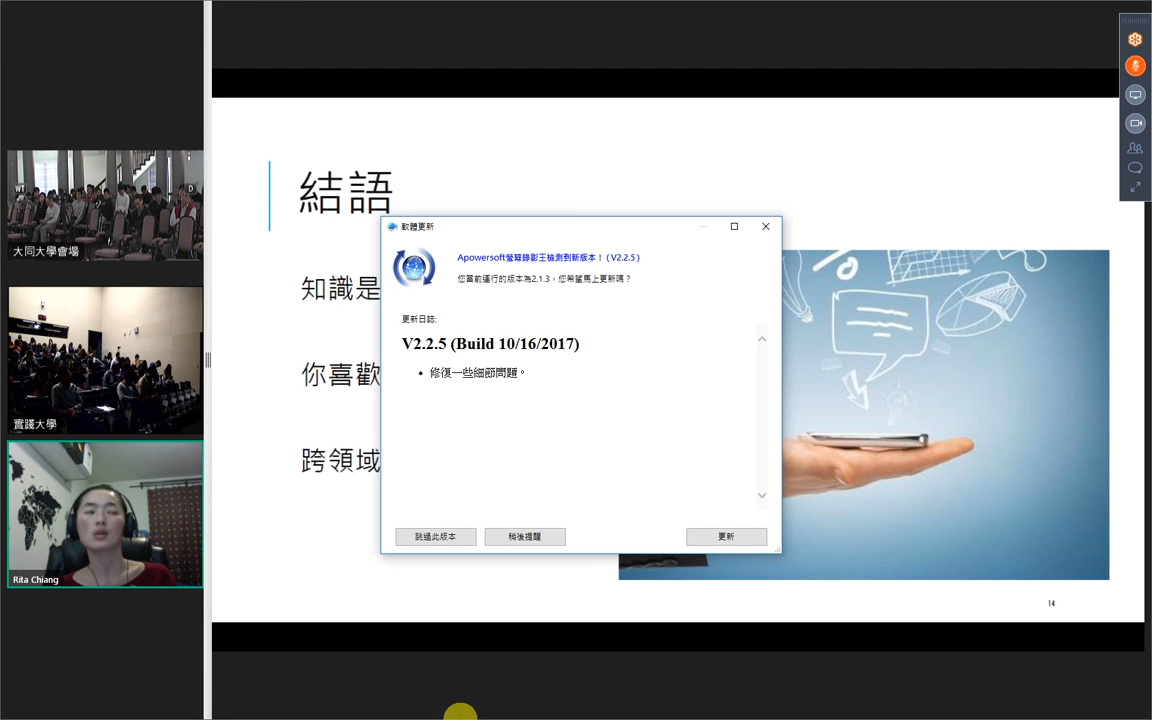 WT
D
大同大學會場
實踐大學
Rita Chiang
結語
知識是
你喜歡
跨領域
軟體更新
Apowersoft螢幕錄影王檢測到新版本！ (V2.2.5 )
您當前運行的版本為2.1.3，您希望馬上更新嗎？
更新日誌:
V2.2.5 (Build 10/16/2017)
• 修復一些細節問題。
跳過此版本
稍後提醒
更新
14